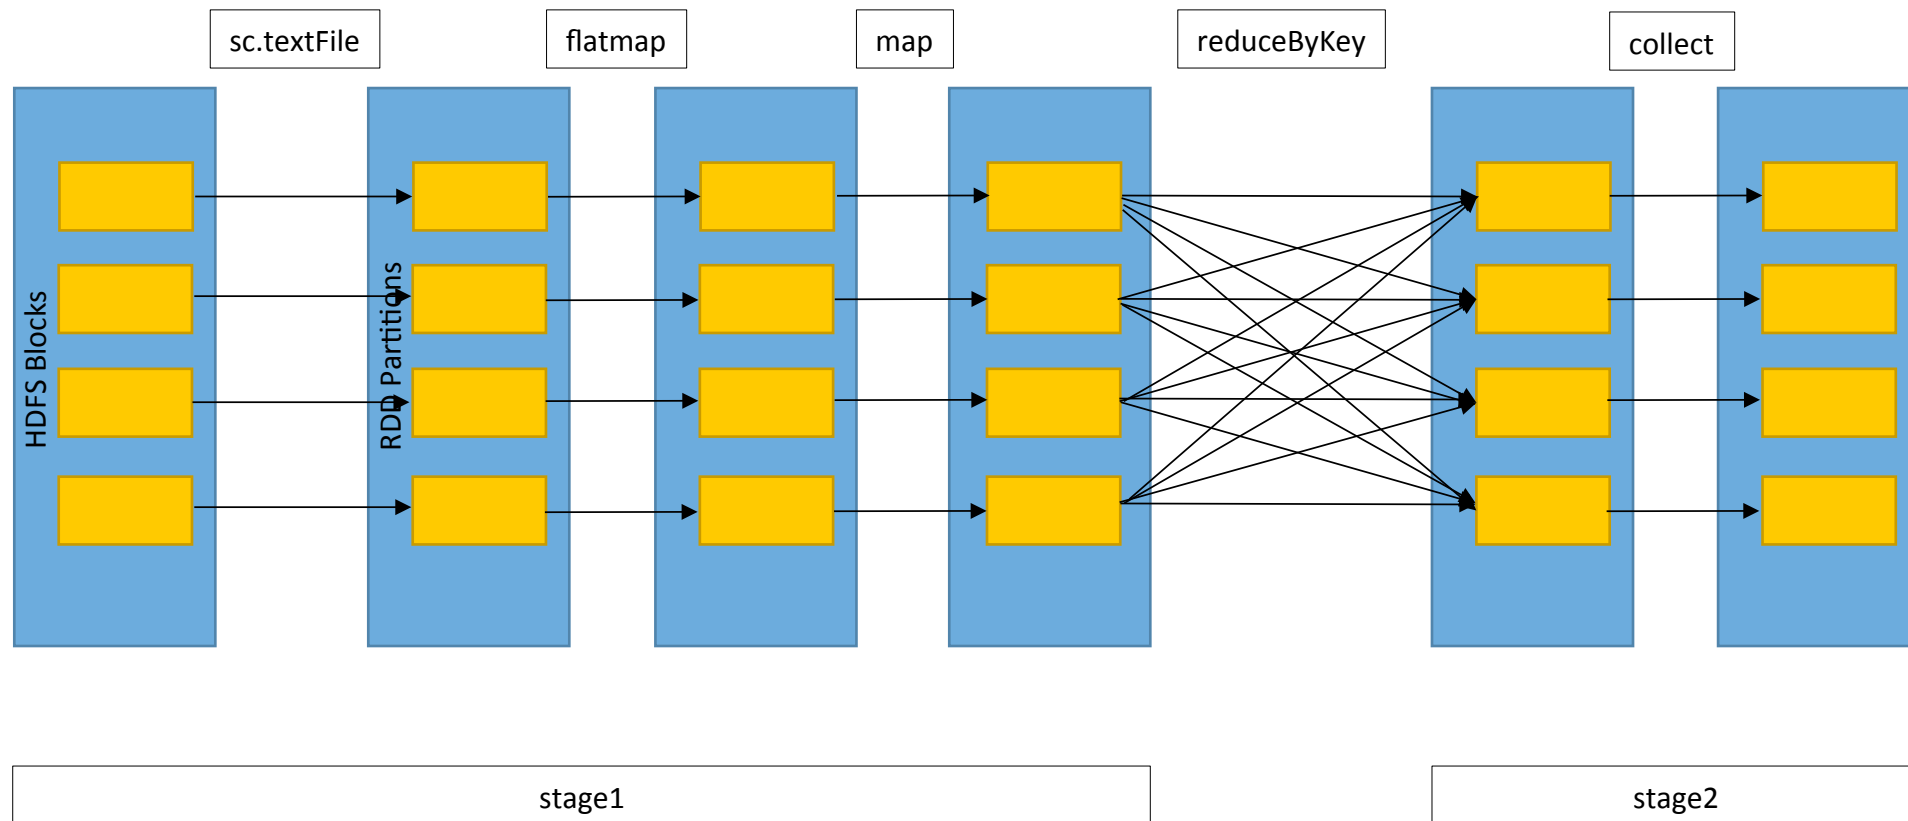 sc.textFile
flatmap
map
reduceByKey
collect
HDFS Blocks
RDD Partitions
stage1
stage2